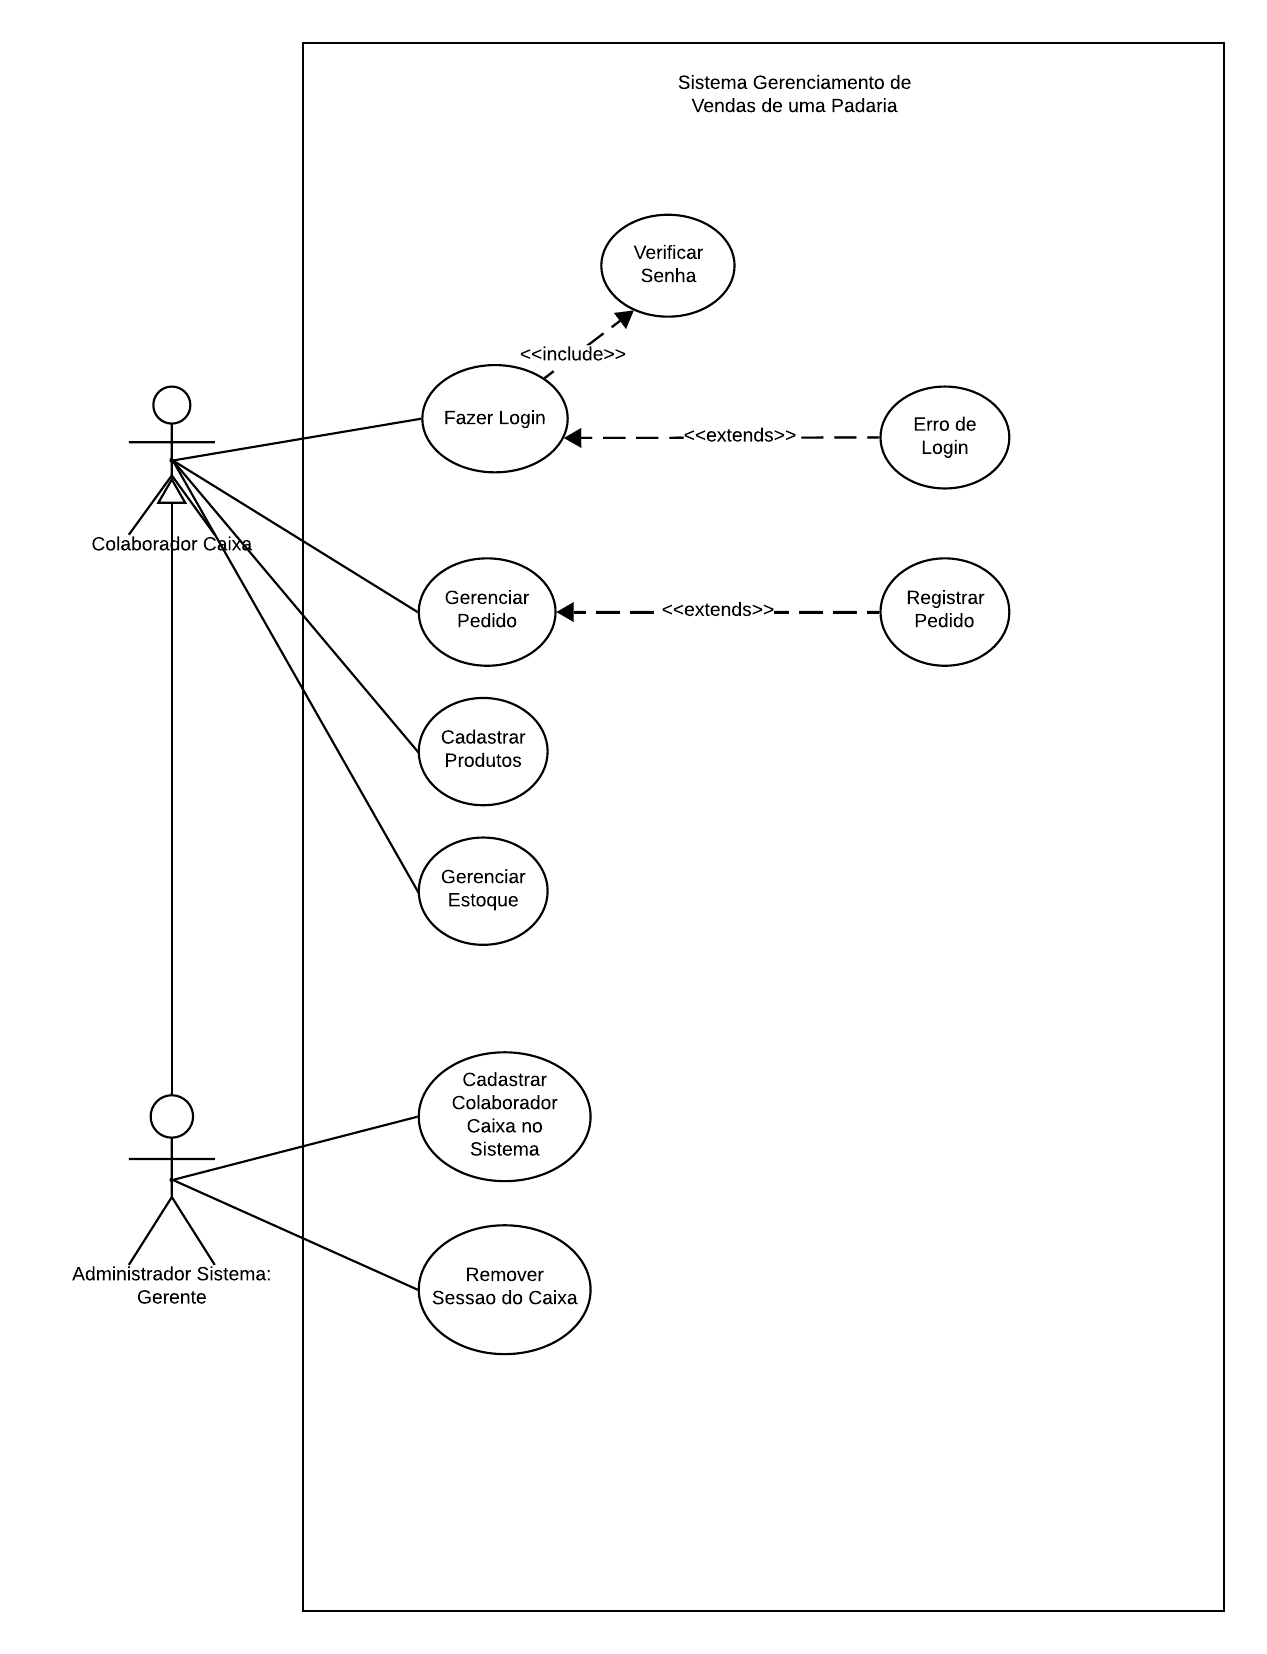 Sistema Gerenciamento de
Vendas de uma Padaria
Verificar
Senha
<<include>>
Fazer Login
<<extends>>
Erro de
Login
Colaborador Caixa
Gerenciar
Pedido
<<extends>>
Registrar
Pedido
Cadastrar
Produtos
Gerenciar
Estoque
Cadastrar
Colaborador
Caixa no
Sistema
Administrador Sistema:
Gerente
Remover
Sessao do Caixa